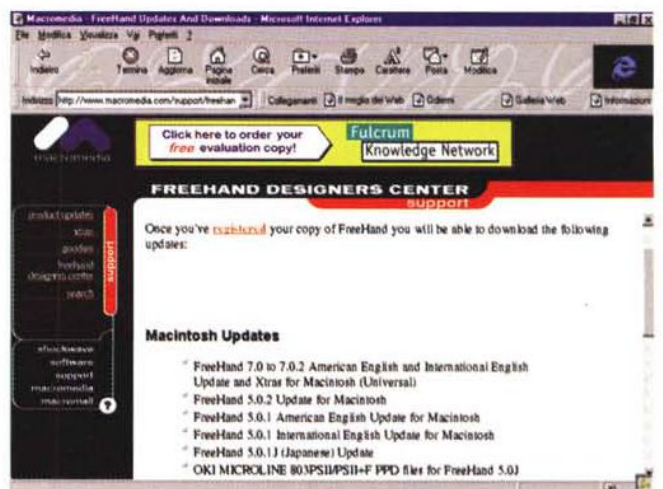 Macromedia - FreeHand Updates And Downloads - Microsoft Internet Explorer
File Modifica Visualizza Vai Preferiti ?
Indietro Termina Aggiorna Pagina iniziale Cerca Preferiti Stampa Carattere Posta Modifica
Indirizzo http://www.macromedia.com/support/freehan Collegamenti Il meglio del Web Galleria Web Informazioni
macromedia
Click here to order your
free evaluation copy!
Fulcrum
Knowledge Network
FREEHAND DESIGNERS CENTER
support
product updates
xtras
goodies
freehand
designers center
search
support
Once you've registered your copy of FreeHand you will be able to download the following
updates:
Macintosh Updates
FreeHand 7.0 to 7.0.2 American English and International English
Update and Xtras for Macintosh (Universal)
FreeHand 5.0.2 Update for Macintosh
FreeHand 5.0.1 American English Update for Macintosh
FreeHand 5.0.1 International English Update for Macintosh
FreeHand 5.0.1J (Japanese) Update
OKI MICROLINE 803PSII/PSII+F PPD files for FreeHand 5.0J
shockwave
software
support
macromedia
macromall
?